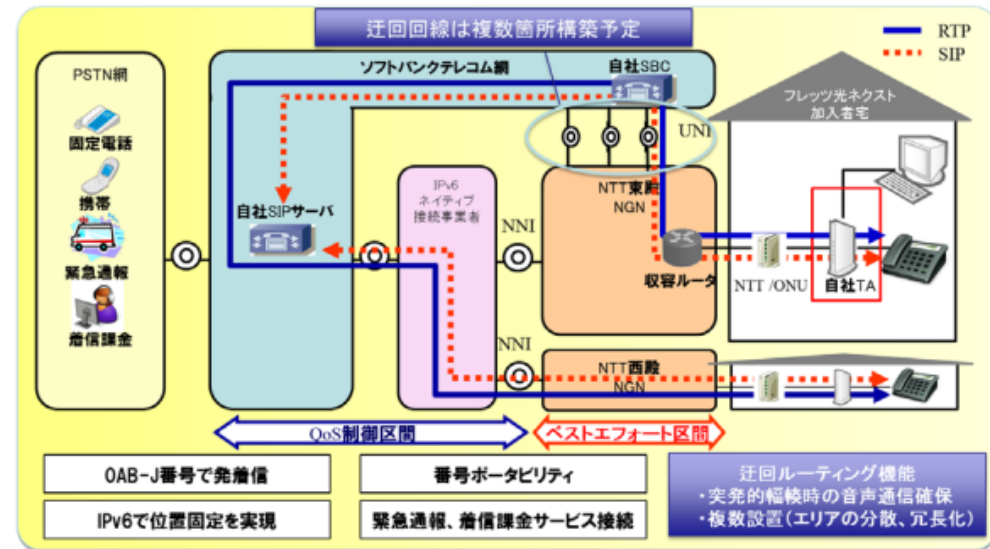 迂回回線は複数箇所構築予定
RTP
SIP
PSTN網
固定電話
携帯
緊急通報
着信課金
ソフトバンクテレコム網
自社SBC
自社SIPサーバ
IPv6
ネイティブ
接続事業者
UNI
NNI
NTT東殿
NGN
収容ルータ
NNI
NTT西殿
NGN
フレッツ光ネクスト
加入者宅
NTT /ONU
自社TA
QoS制御区間
ベストエフォート区間
OAB-J番号で発着信
番号ポータビリティ
IPv6で位置固定を実現
緊急通報、着信課金サービス接続
迂回ルーティング機能
・突発的輻輳時の音声通信確保
・複数設置(エリアの分散、冗長化)